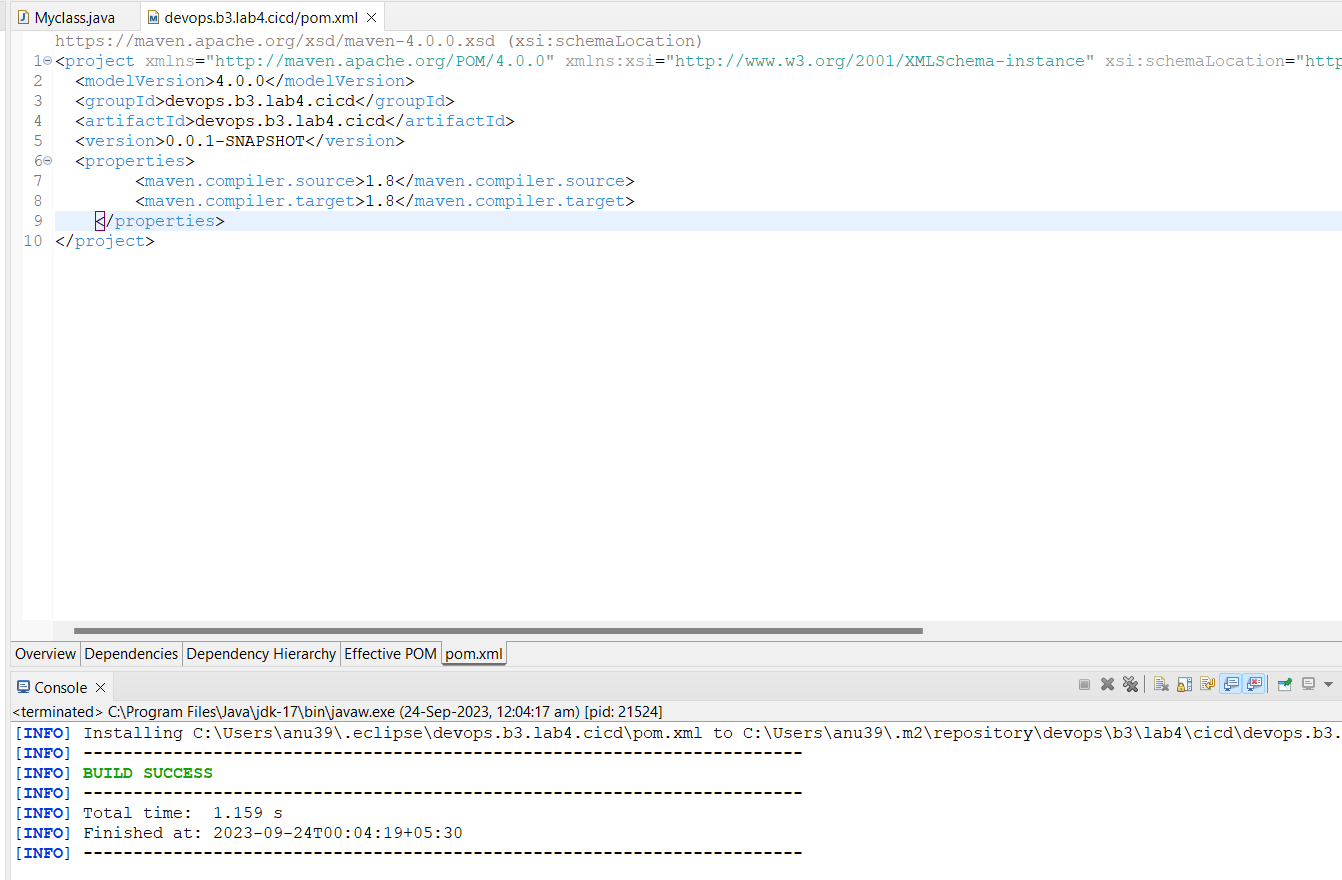 Myclass.java devops.b3.lab4.cicd/pom.xml
https://maven.apache.org/xsd/maven-4.0.0.xsd (xsi:schemaLocation)
1 <project xmlns="http://maven.apache.org/POM/4.0.0" xmlns:xsi="http://www.w3.org/2001/XMLSchema-instance" xsi:schemaLocation="http
2 <modelVersion>4.0.0</modelVersion>
3 <groupId>devops.b3.lab4.cicd</groupId>
4 <artifactId>devops.b3.lab4.cicd</artifactId>
5 <version>0.0.1-SNAPSHOT</version>
6 <properties>
7 <maven.compiler.source>1.8</maven.compiler.source>
8 <maven.compiler.target>1.8</maven.compiler.target>
9 </properties>
10 </project>
Overview Dependencies Dependency Hierarchy Effective POM pom.xml
Console
<terminated> C:\Program Files\Java\jdk-17\bin\javaw.exe (24-Sep-2023, 12:04:17 am) [pid: 21524]
[INFO] Installing C:\Users\anu39\.eclipse\devops.b3.lab4.cicd\pom.xml to C:\Users\anu39\.m2\repository\devops\b3\lab4\cicd\devops.b3.
[INFO] ------------------------------------------------------------------------
[INFO] BUILD SUCCESS
[INFO] ------------------------------------------------------------------------
[INFO] Total time:  1.159 s
[INFO] Finished at: 2023-09-24T00:04:19+05:30
[INFO] ------------------------------------------------------------------------